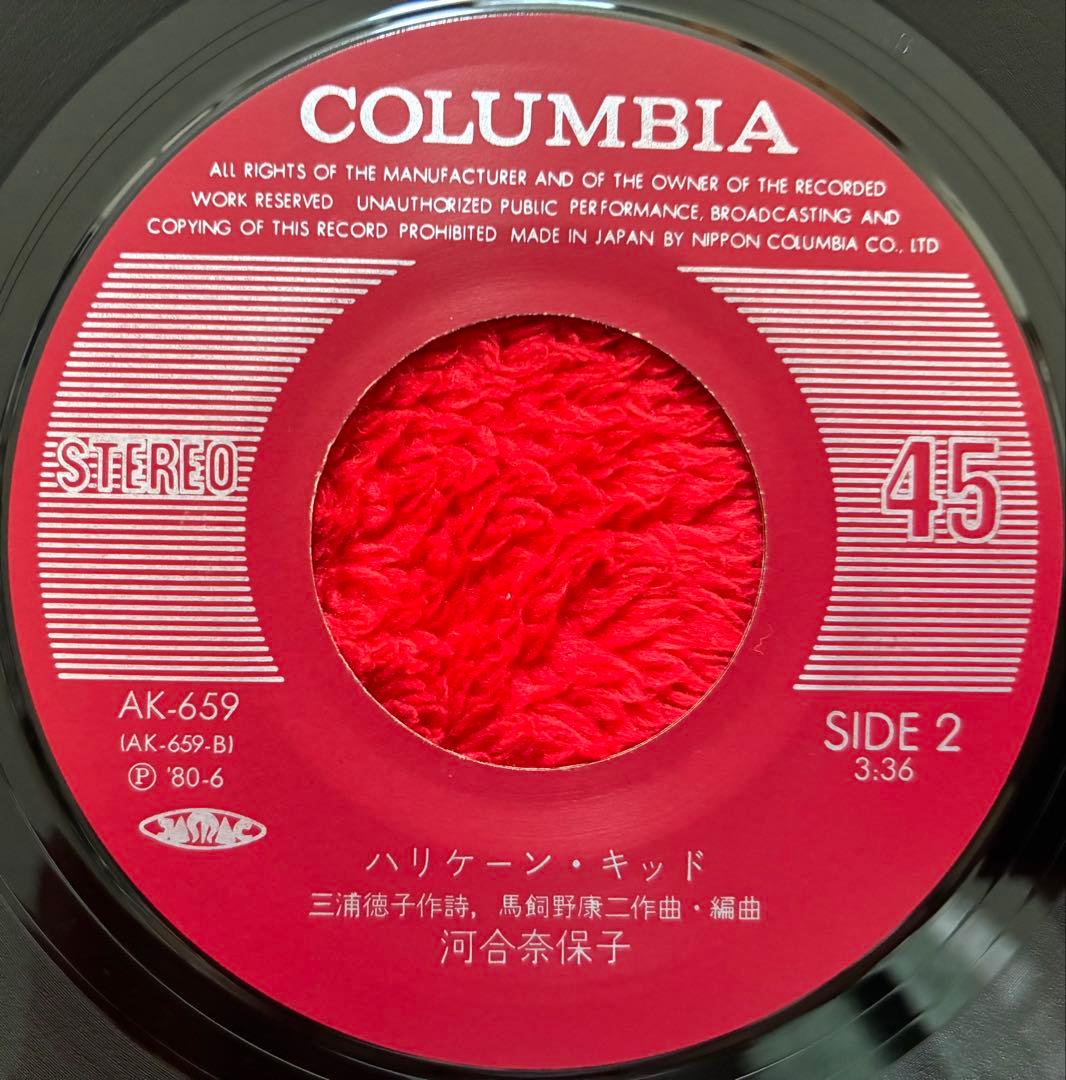 COLUMBIA
ALL RIGHTS OF THE MANUFACTURER AND OF THE OWNER OF THE RECORDED
WORK RESERVED UNAUTHORIZED PUBLIC PERFORMANCE, BROADCASTING AND
COPYING OF THIS RECORD PROHIBITED MADE IN JAPAN BY NIPPON COLUMBIA CO., LTD
STEREO
45
AK-659
(AK-659-B)
Ⓟ '80-6
JASRAC
SIDE 2
3:36
ハリケーン・キッド
三浦徳子作詩, 馬飼野康二作曲・編曲
河合奈保子